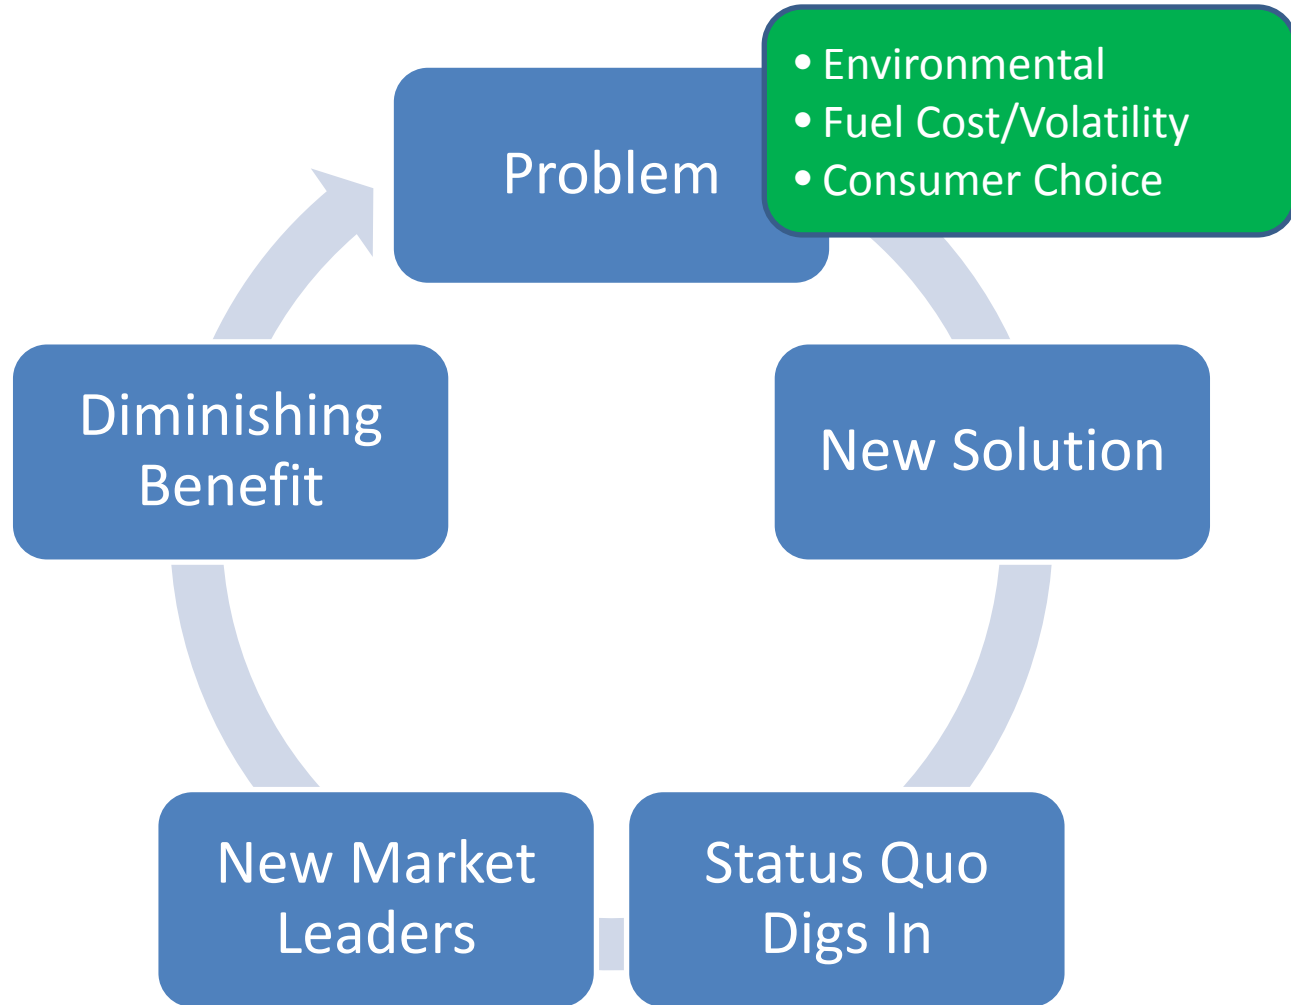 Problem
• Environmental
• Fuel Cost/Volatility
• Consumer Choice
New Solution
Status Quo
Digs In
New Market
Leaders
Diminishing
Benefit